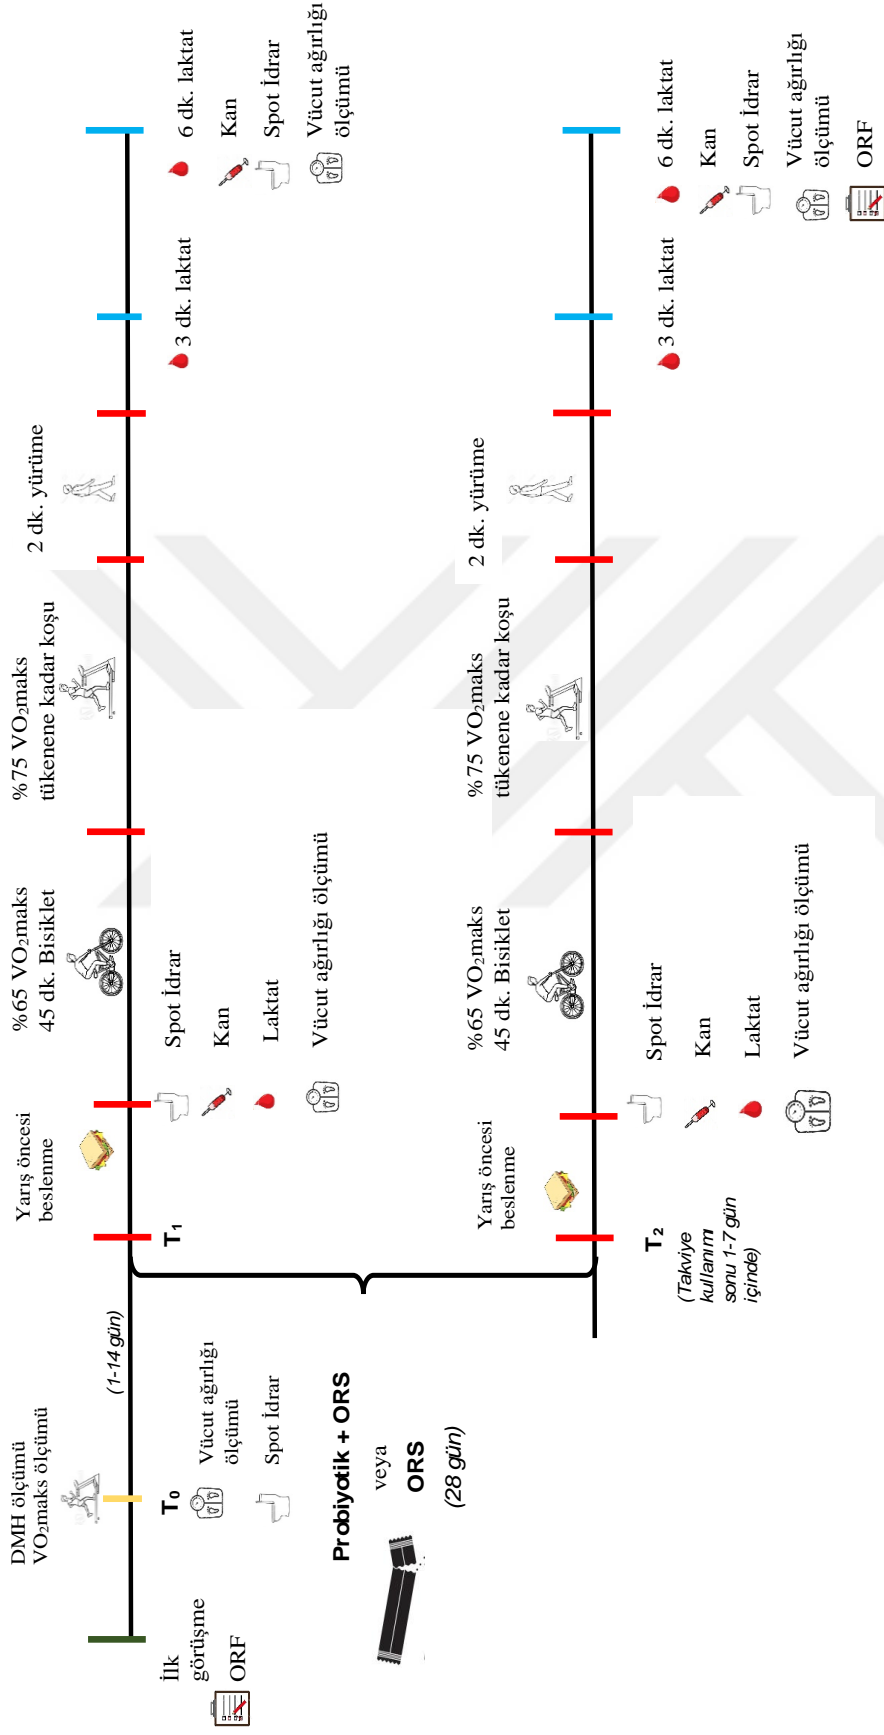 İlk
görüşme
ORF
DMH ölçümü
VO₂maks ölçümü
T₀
Vücut ağırlığı
ölçümü
Spot İdrar
(1-14 gün)
Probiyotik + ORS
veya
ORS
(28 gün)
Yarış öncesi
beslenme
T₁
Spot İdrar
Kan
Laktat
Vücut ağırlığı ölçümü
%65 VO₂maks
45 dk. Bisiklet
%75 VO₂maks
tükenene kadar koşu
2 dk. yürüme
3 dk. laktat
6 dk. laktat
Kan
Spot İdrar
Vücut ağırlığı
ölçümü
Yarış öncesi
beslenme
T₂
(Takviye
kullanımı
sonu 1-7 gün
içinde)
Spot İdrar
Kan
Laktat
Vücut ağırlığı ölçümü
%65 VO₂maks
45 dk. Bisiklet
%75 VO₂maks
tükenene kadar koşu
2 dk. yürüme
3 dk. laktat
6 dk. laktat
Kan
Spot İdrar
Vücut ağırlığı
ölçümü
ORF